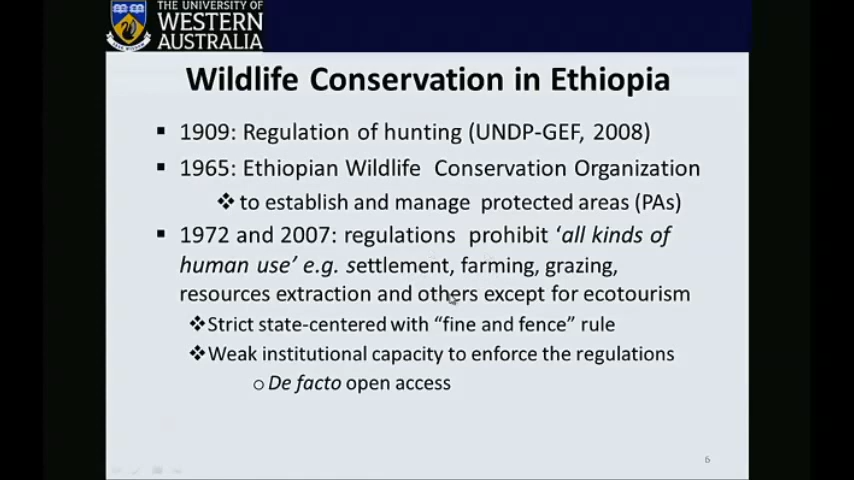 THE UNIVERSITY OF
WESTERN
AUSTRALIA
Wildlife Conservation in Ethiopia
▪ 1909: Regulation of hunting (UNDP-GEF, 2008)
▪ 1965: Ethiopian Wildlife Conservation Organization
❖ to establish and manage protected areas (PAs)
▪ 1972 and 2007: regulations prohibit ‘all kinds of
human use’ e.g. settlement, farming, grazing,
resources extraction and others except for ecotourism
❖ Strict state-centered with “fine and fence” rule
❖ Weak institutional capacity to enforce the regulations
o De facto open access
6